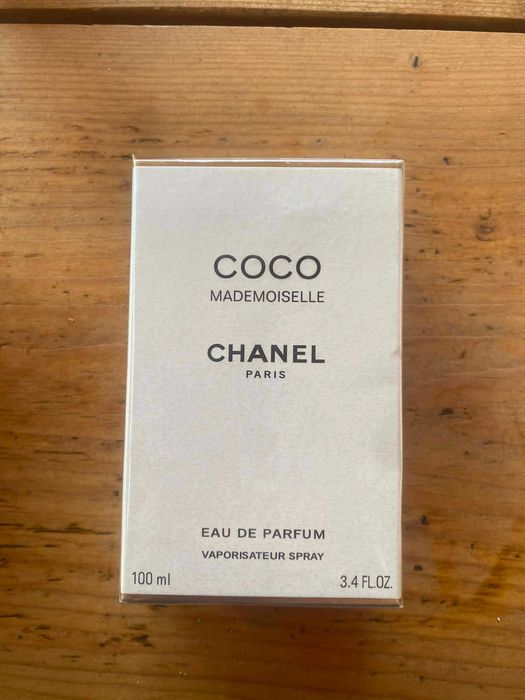 COCO
MADEMOISELLE
CHANEL
PARIS
EAU DE PARFUM
VAPORISATEUR SPRAY
100 ml 3.4 FL.OZ.